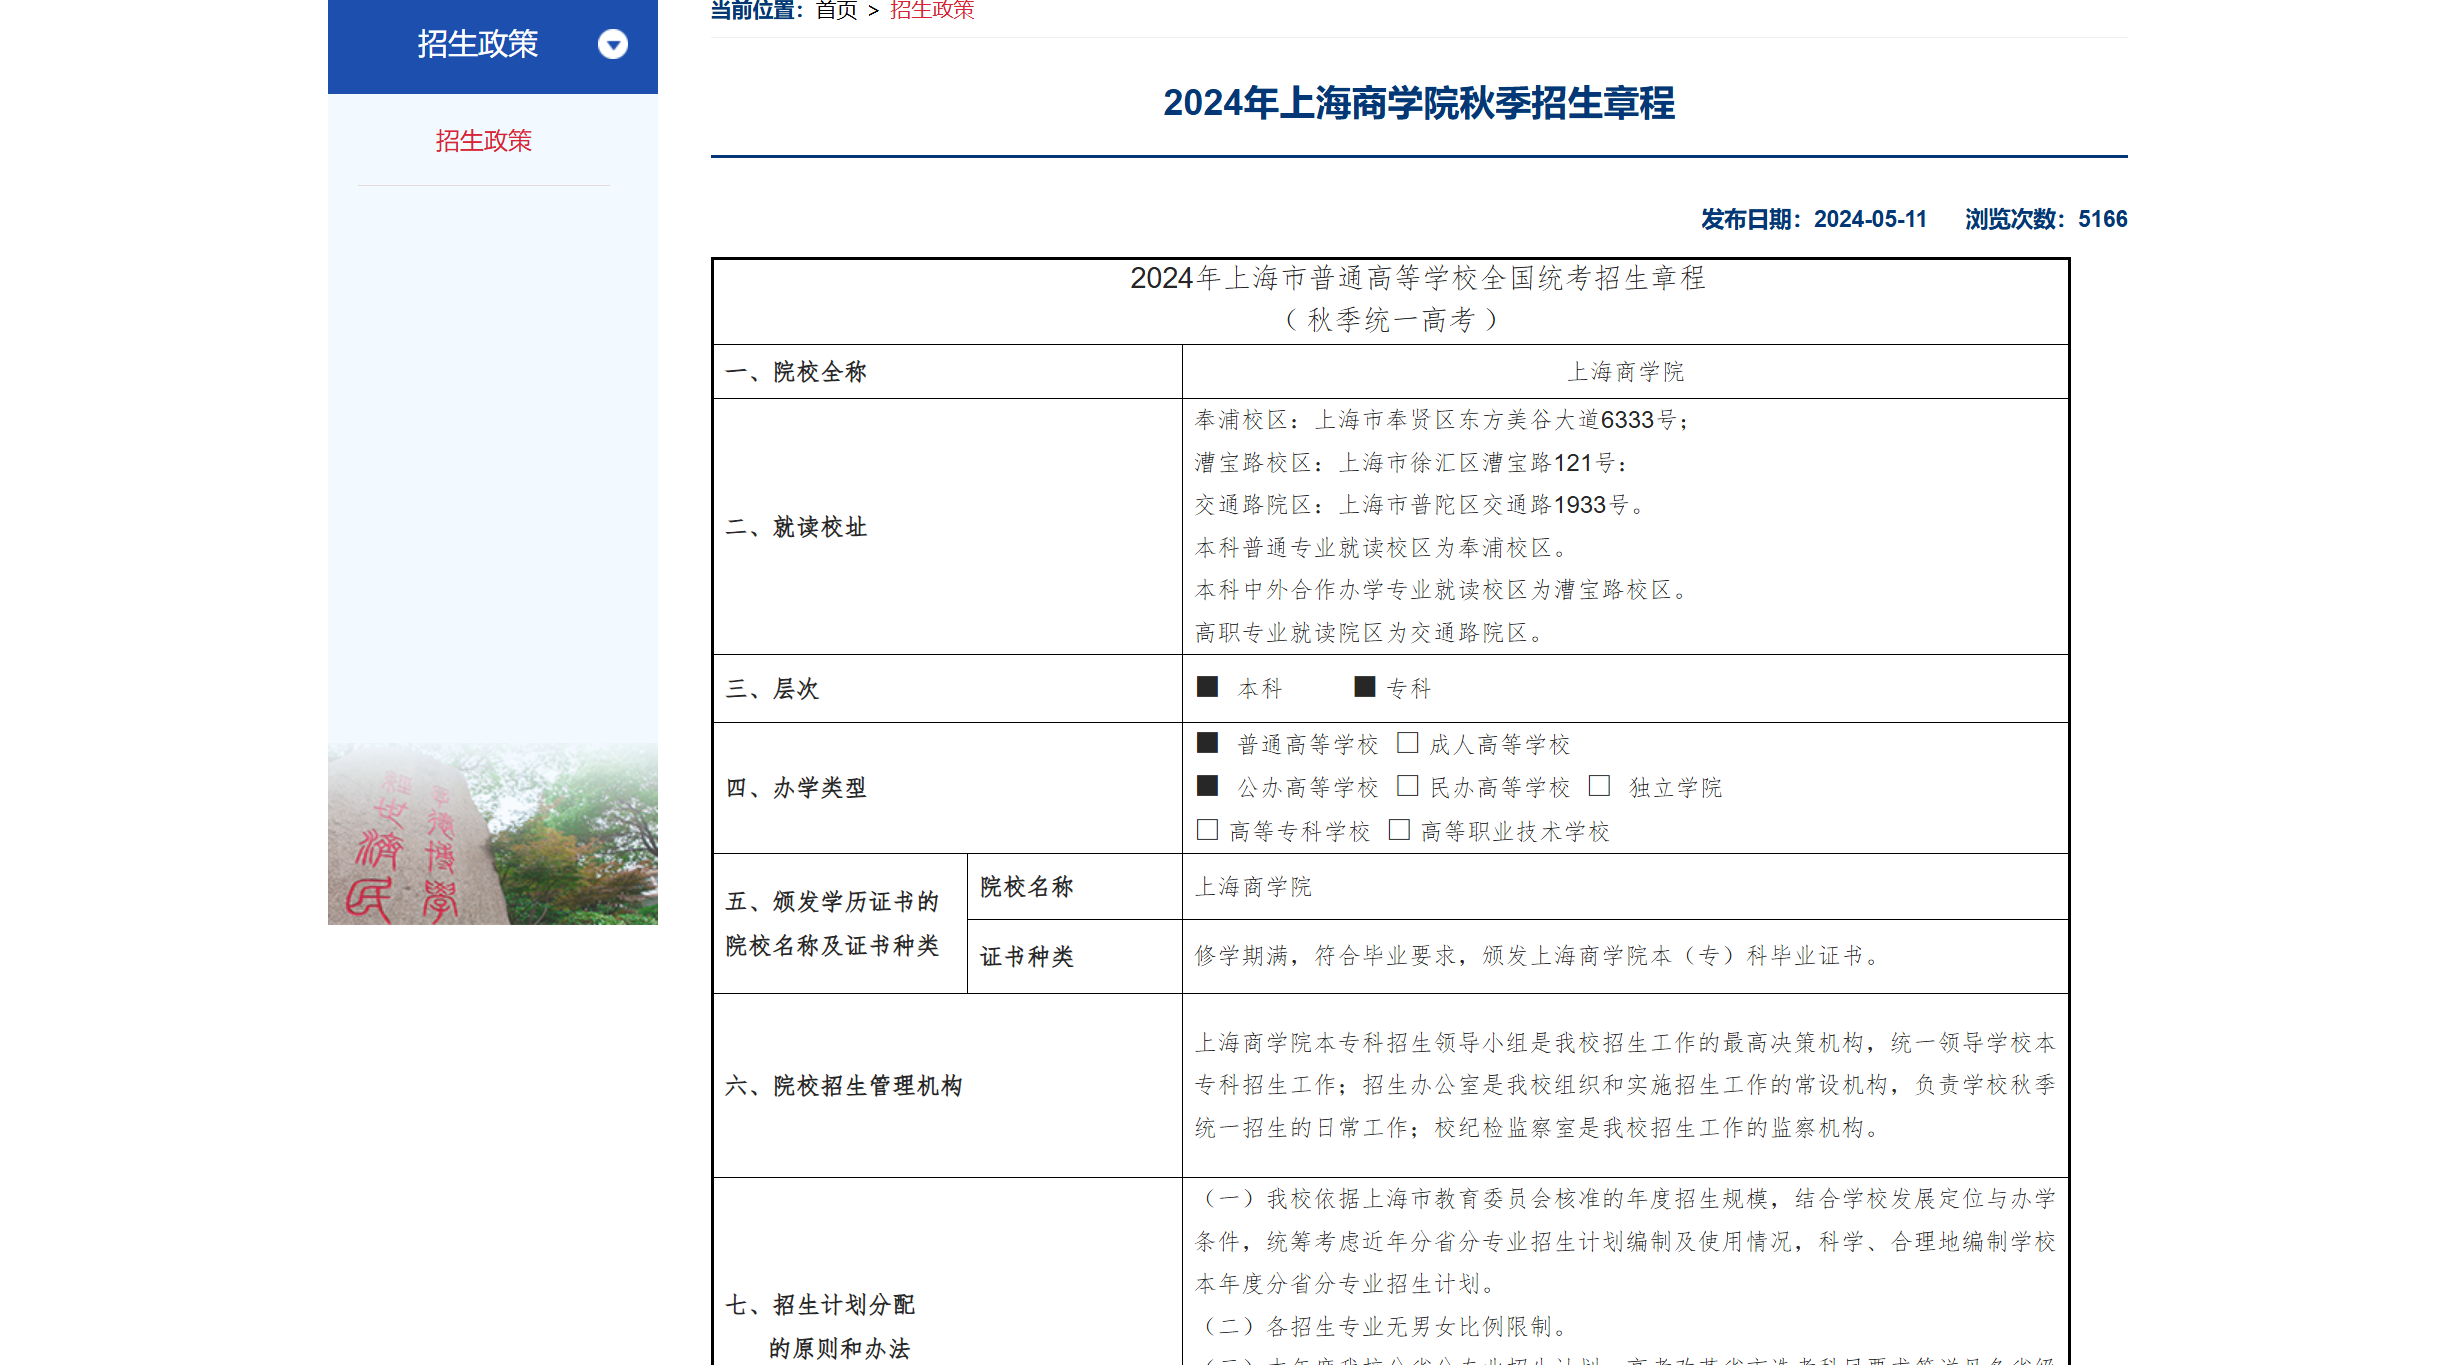 当前位置：首页 > 招生政策
招生政策
招生政策
2024年上海商学院秋季招生章程
发布日期：2024-05-11 浏览次数：5166
2024年上海市普通高等学校全国统考招生章程
（秋季统一高考）
一、院校全称
上海商学院
二、就读校址
奉浦校区：上海市奉贤区东方美谷大道6333号；
漕宝路校区：上海市徐汇区漕宝路121号：
交通路院区：上海市普陀区交通路1933号。
本科普通专业就读校区为奉浦校区。
本科中外合作办学专业就读校区为漕宝路校区。
高职专业就读院区为交通路院区。
三、层次
■ 本科 ■ 专科
四、办学类型
■ 普通高等学校 □ 成人高等学校
■ 公办高等学校 □ 民办高等学校 □ 独立学院
□ 高等专科学校 □ 高等职业技术学校
五、颁发学历证书的
院校名称及证书种类
院校名称
上海商学院
证书种类
修学期满，符合毕业要求，颁发上海商学院本（专）科毕业证书。
六、院校招生管理机构
上海商学院本专科招生领导小组是我校招生工作的最高决策机构，统一领导学校本
专科招生工作；招生办公室是我校组织和实施招生工作的常设机构，负责学校秋季
统一招生的日常工作；校纪检监察室是我校招生工作的监察机构。
七、招生计划分配
的原则和办法
（一）我校依据上海市教育委员会核准的年度招生规模，结合学校发展定位与办学
条件，统筹考虑近年分省分专业招生计划编制及使用情况，科学、合理地编制学校
本年度分省分专业招生计划。
（二）各招生专业无男女比例限制。